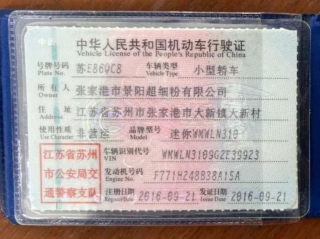 中华人民共和国机动车行驶证
Vehicle License of the People's Republic of China
号牌号码 苏E86QC8 车辆类型 小型轿车
Plate No. Vehicle Type
所有人 张家港市景阳超细粉有限公司
Owner
住址 江苏省苏州市张家港市大新镇大新村
Address
使用性质 非营运 品牌型号 迷你WMWLN310
Use Character Model
江苏省苏州
市公安局交
通警察支队
车辆识别代号 WMWLN3109G2E39923
VIN
发动机号码 F771H248B38A15A
Engine No.
注册日期 2016-09-21 发证日期 2016-09-21
Register Date Issue Date